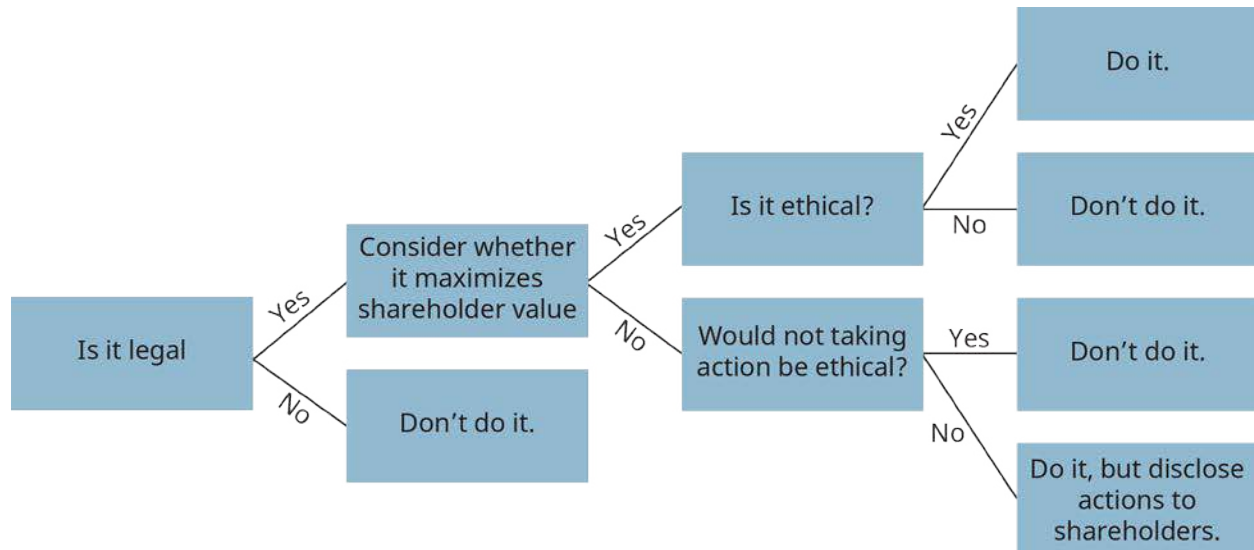 Is it legal
Yes
No
Consider whether
it maximizes
shareholder value
Don’t do it.
Yes
No
Is it ethical?
Would not taking
action be ethical?
Yes
No
Yes
No
Do it.
Don’t do it.
Don’t do it.
Do it, but disclose
actions to
shareholders.